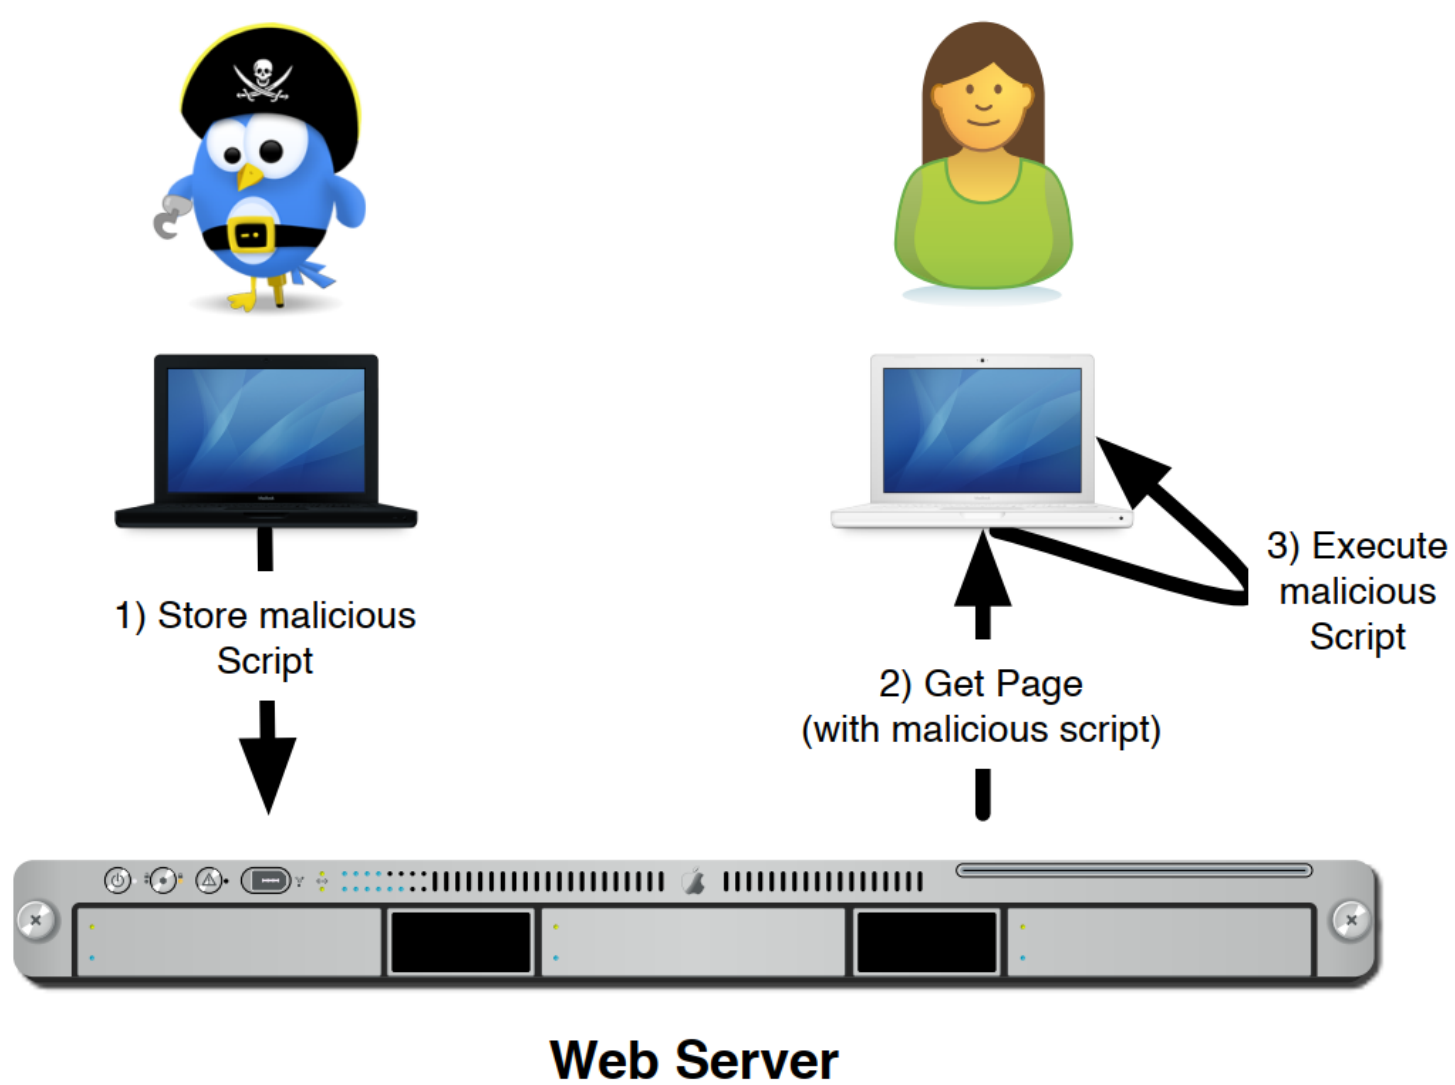 1) Store malicious
Script
2) Get Page
(with malicious script)
3) Execute
malicious
Script
Web Server